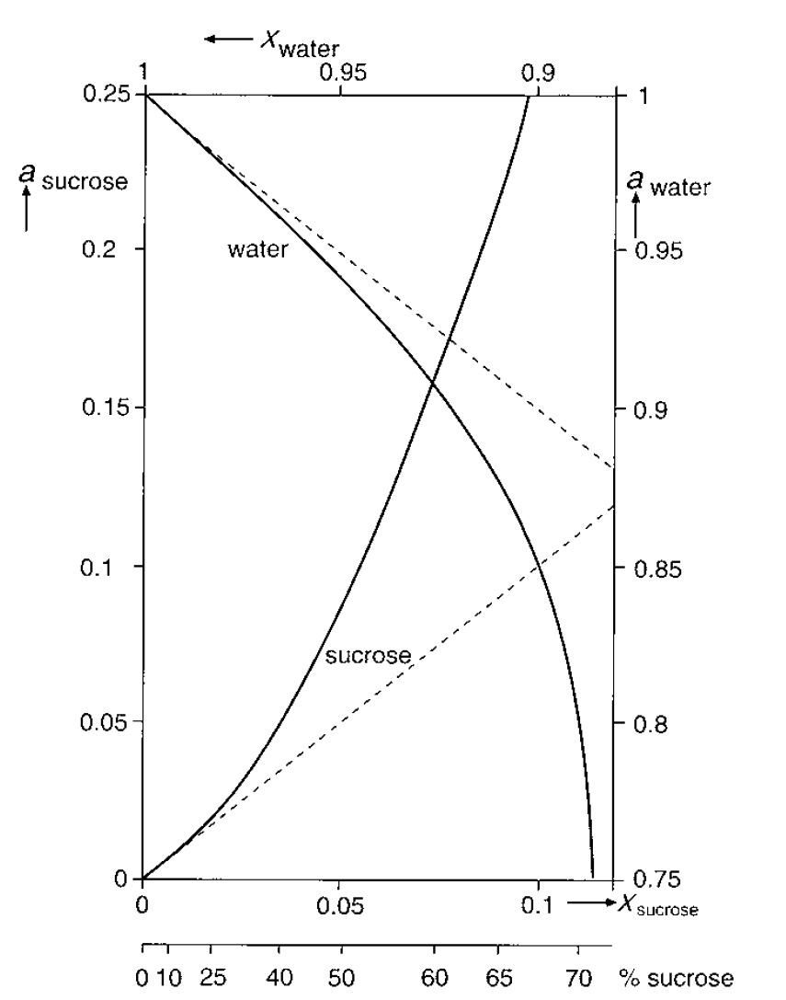 ← Xwater
1 0.95 0.9
0.25 1
a sucrose a water
0.2 water 0.95
0.15 0.9
0.1 0.85
sucrose
0.05 0.8
0 0.75
0 0.05 0.1 → Xsucrose
0 10 25 40 50 60 65 70 % sucrose